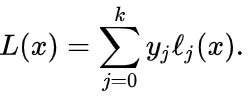 L(x) = \sum_{j=0}^{k} y_j \ell_j(x).